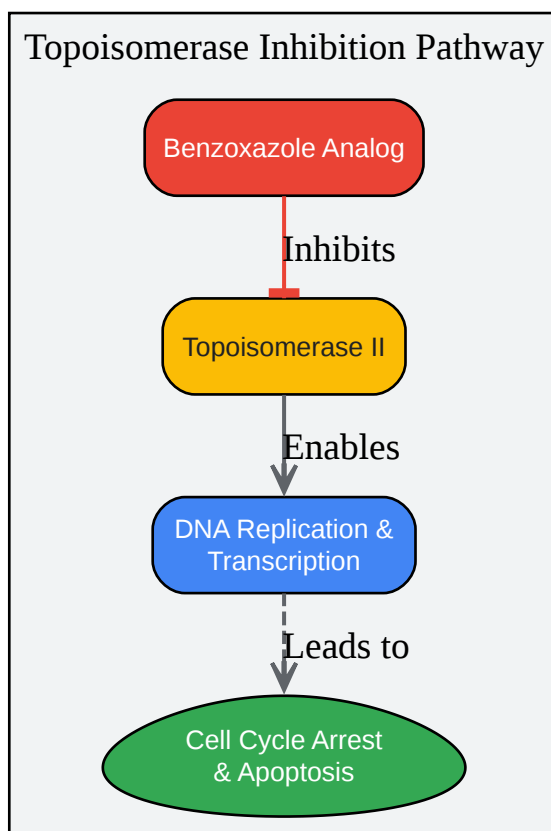 Topoisomerase Inhibition Pathway
Benzoxazole Analog
Inhibits
Topoisomerase II
Enables
DNA Replication &
Transcription
Leads to
Cell Cycle Arrest
& Apoptosis